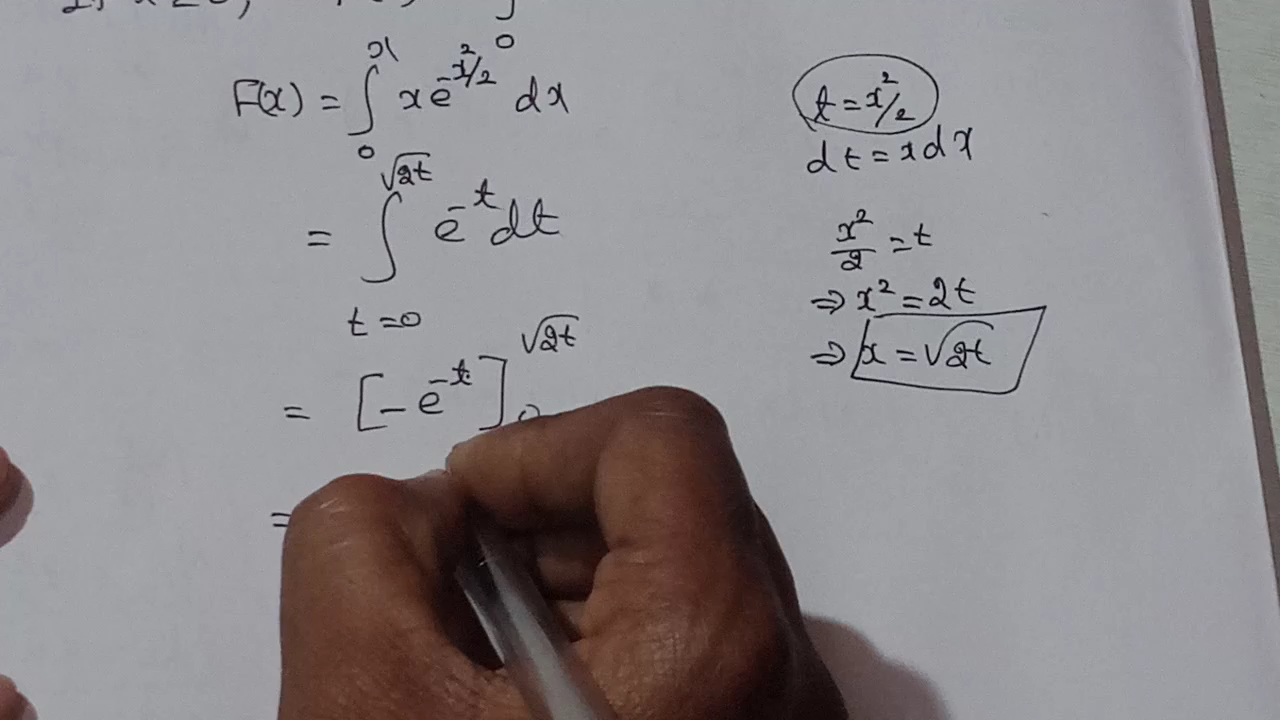 F(x) = ∫₀ˣ x e^(-x²/2) dx
t = x²/2
dt = x dx
= ∫_(t=0)^(√2t) e^(-t) dt
x²/2 = t
⇒ x² = 2t
⇒ x = √2t
= [-e^(-t)]₀^(√2t)
=